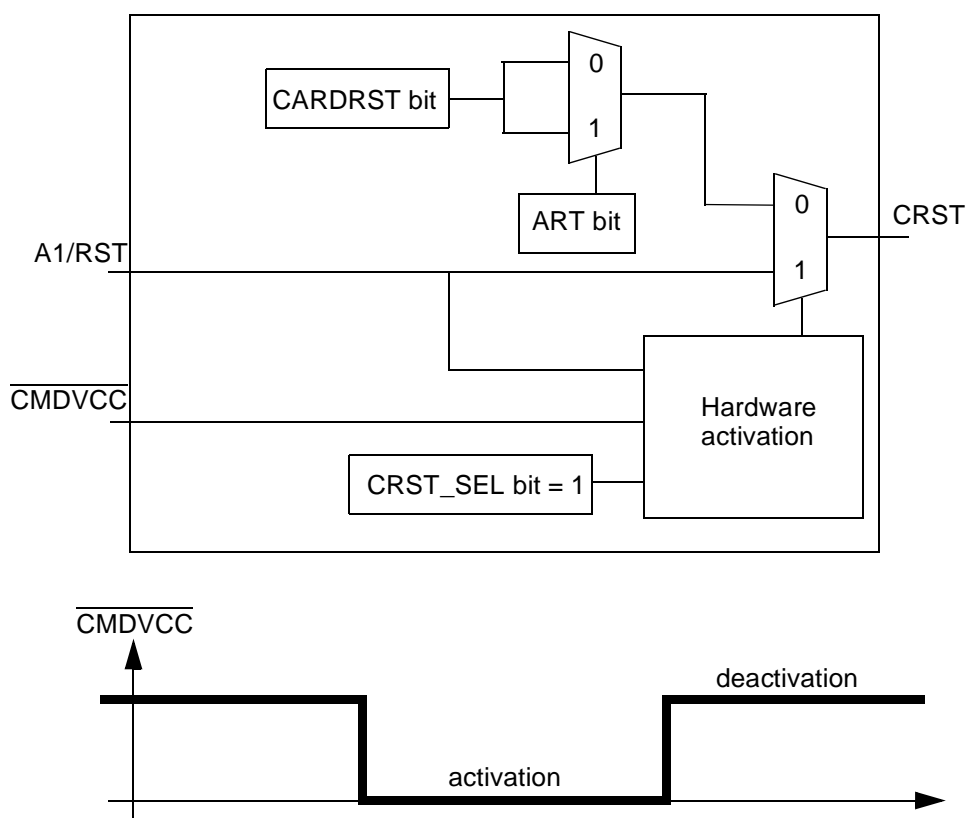 0
CARDRST bit
1
ART bit
0
CRST
A1/RST
1
CMDVCC
Hardware
activation
CRST_SEL bit = 1
CMDVCC
deactivation
activation